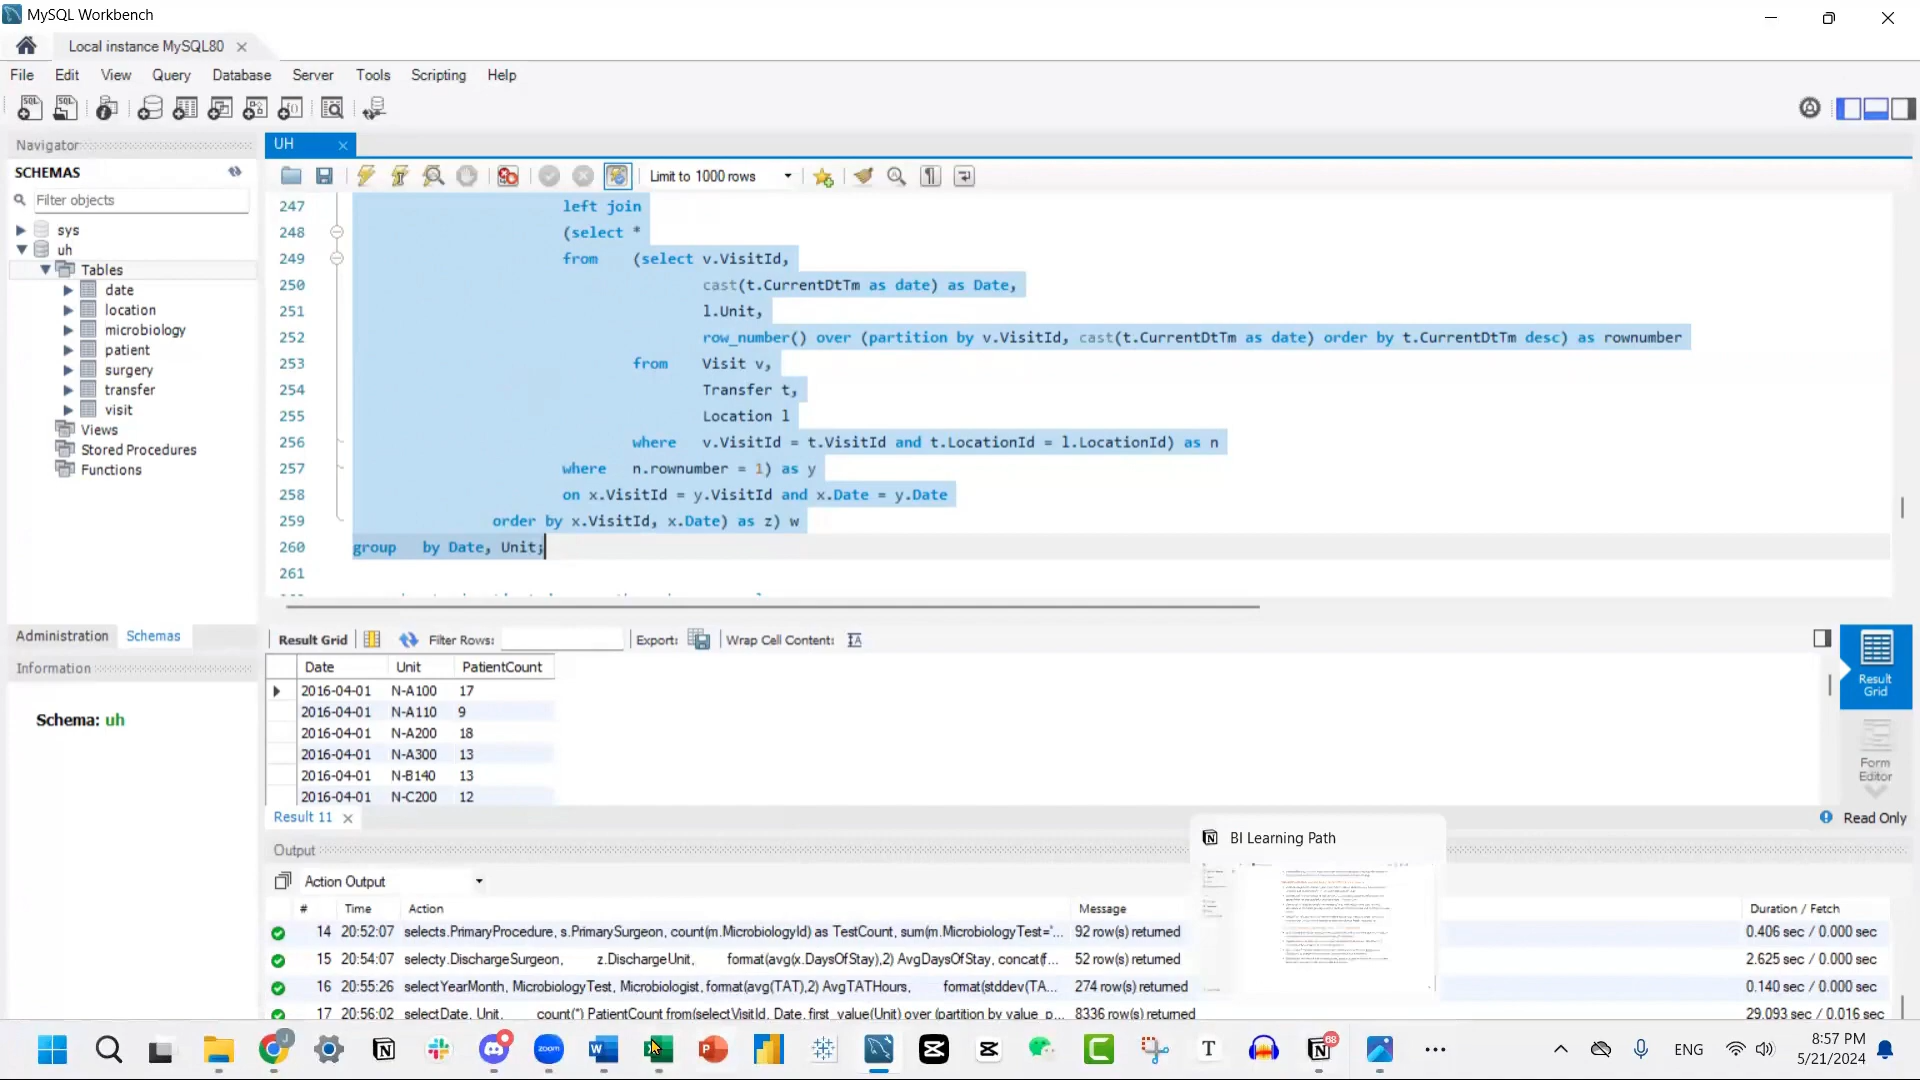 MySQL Workbench
Local instance MySQL80
File Edit View Query Database Server Tools Scripting Help
Navigator
SCHEMAS
Filter objects
sys
uh
Tables
date
location
microbiology
patient
surgery
transfer
visit
Views
Stored Procedures
Functions
Administration Schemas
Information
Schema: uh
UH
Limit to 1000 rows
247 left join
248 (select *
249 from (select v.VisitId,
250 cast(t.CurrentDtTm as date) as Date,
251 l.Unit,
252 row_number() over (partition by v.VisitId, cast(t.CurrentDtTm as date) order by t.CurrentDtTm desc) as rownumber
253 from Visit v,
254 Transfer t,
255 Location l
256 where v.VisitId = t.VisitId and t.LocationId = l.LocationId) as n
257 where n.rownumber = 1) as y
258 on x.VisitId = y.VisitId and x.Date = y.Date
259 order by x.VisitId, x.Date) as z) w
260 group by Date, Unit;
261
Result Grid Filter Rows: Export: Wrap Cell Content:
Date Unit PatientCount
2016-04-01 N-A100 17
2016-04-01 N-A110 9
2016-04-01 N-A200 18
2016-04-01 N-A300 13
2016-04-01 N-B140 13
2016-04-01 N-C200 12
Result Grid
Form Editor
Result 11
Read Only
Output
BI Learning Path
Action Output
# Time Action Message Duration / Fetch
14 20:52:07 selects.PrimaryProcedure, s.PrimarySurgeon, count(m.MicrobiologyId) as TestCount, sum(m.MicrobiologyTest='... 92 row(s) returned 0.406 sec / 0.000 sec
15 20:54:07 selecty.DischargeSurgeon, z.DischargeUnit, format(avg(x.DaysOfStay),2) AvgDaysOfStay, concat(f... 52 row(s) returned 2.625 sec / 0.000 sec
16 20:55:26 selectYearMonth, MicrobiologyTest, Microbiologist, format(avg(TAT),2) AvgTATHours, format(stddev(TA... 274 row(s) returned 0.140 sec / 0.000 sec
17 20:56:02 selectDate, Unit, count(*) PatientCount from(selectVisitId, Date, first_value(Unit) over (partition by value_p... 8336 row(s) returned 29.093 sec / 0.016 sec
zoom
68
ENG
8:57 PM
5/21/2024